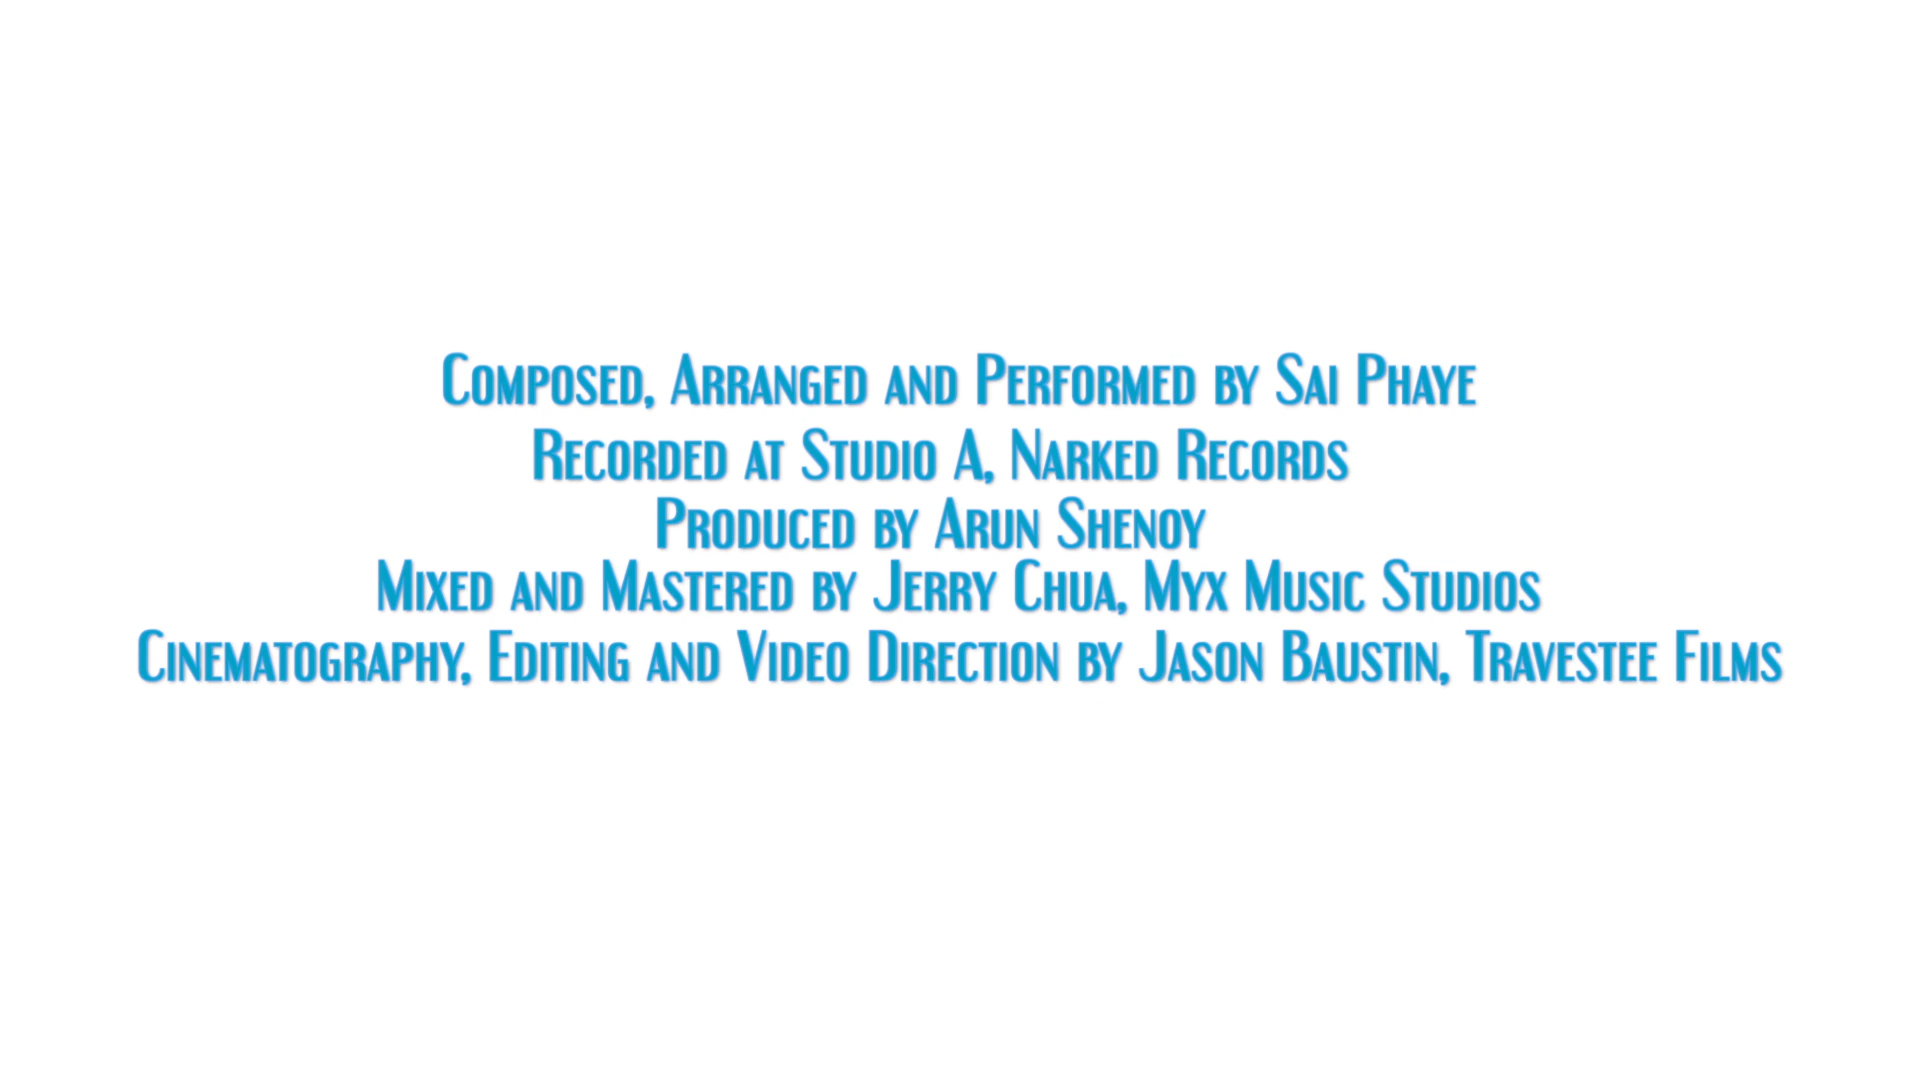 Composed, Arranged and Performed by Sai Phaye
Recorded at Studio A, Narked Records
Produced by Arun Shenoy
Mixed and Mastered by Jerry Chua, Myx Music Studios
Cinematography, Editing and Video Direction by Jason Baustin, Travestee Films